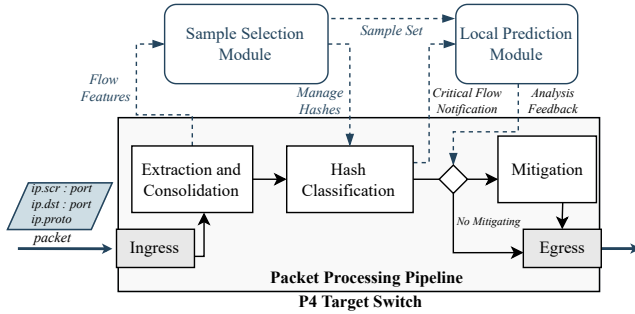 Sample Selection
Module
Sample Set
Local Prediction
Module
Flow
Features
Manage
Hashes
Critical Flow
Notification
Analysis
Feedback
Extraction and
Consolidation
Hash
Classification
Mitigation
ip.scr : port
ip.dst : port
ip.proto
packet
No Mitigating
Ingress
Egress
Packet Processing Pipeline
P4 Target Switch